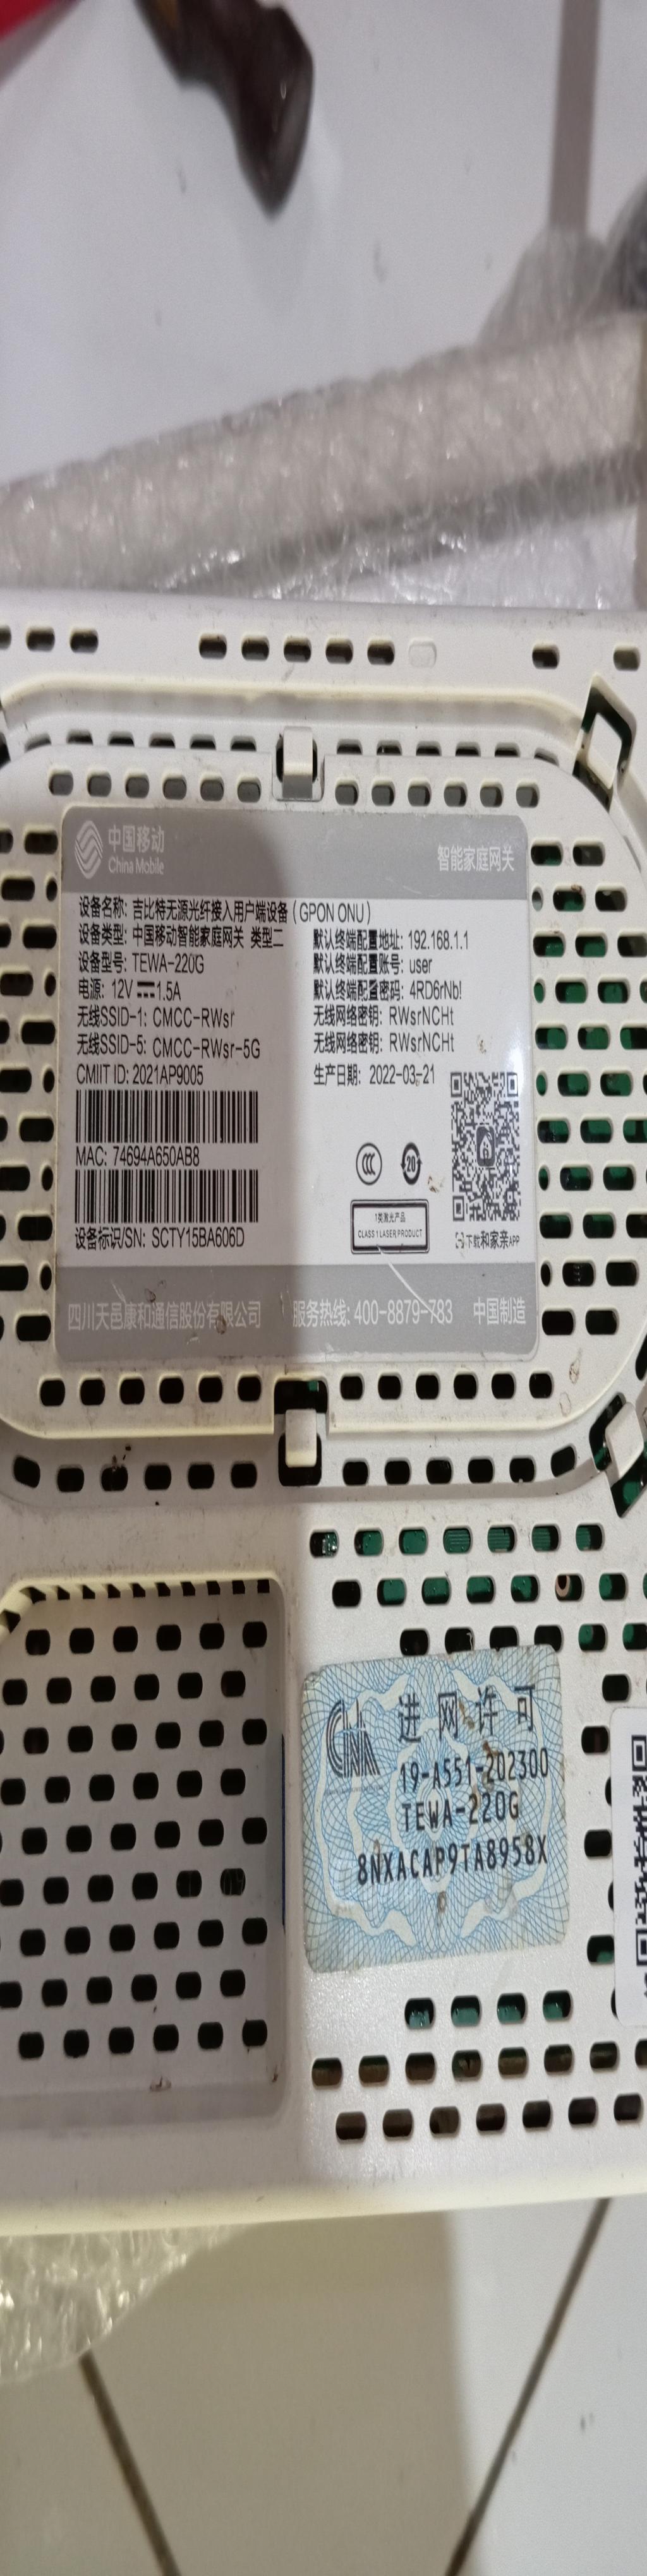 中国移动
China Mobile
智能家庭网关
设备名称: 吉比特无源光纤接入用户端设备 ( GPON ONU )
设备类型: 中国移动智能家庭网关 类型二
默认终端配置地址: 192.168.1.1
设备型号: TEWA-220G
默认终端配置账号: user
电源: 12V 1.5A
默认终端配置密码: 4RD6rNb!
无线SSID-1: CMCC-RWsr
无线网络密钥: RWsrNCHt
无线SSID-5: CMCC-RWsr-5G
无线网络密钥: RWsrNCHt
CMIIT ID: 2021AP9005
生产日期: 2022-03-21
MAC: 74694A650AB8
CCC
20
1类激光产品
CLASS 1 LASER PRODUCT
设备标识/SN: SCTY15BA606D
下载和家亲APP
四川天邑康和通信股份有限公司
服务热线: 400-8879-783
中国制造
进网许可
19-A551-202300
TEWA-220G
8NXACAP9TA8958X